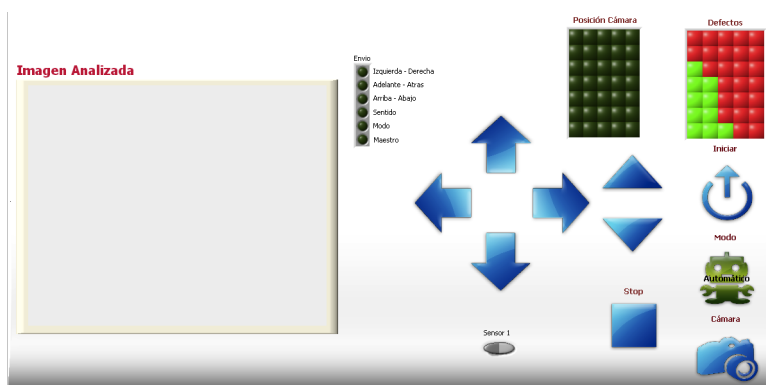 Posición Cámara
Defectos
Imagen Analizada
Envio
Izquierda - Derecha
Adelante - Atras
Arriba - Abajo
Sentido
Modo
Maestro
Iniciar
Modo
Automático
Stop
Cámara
Sensor 1